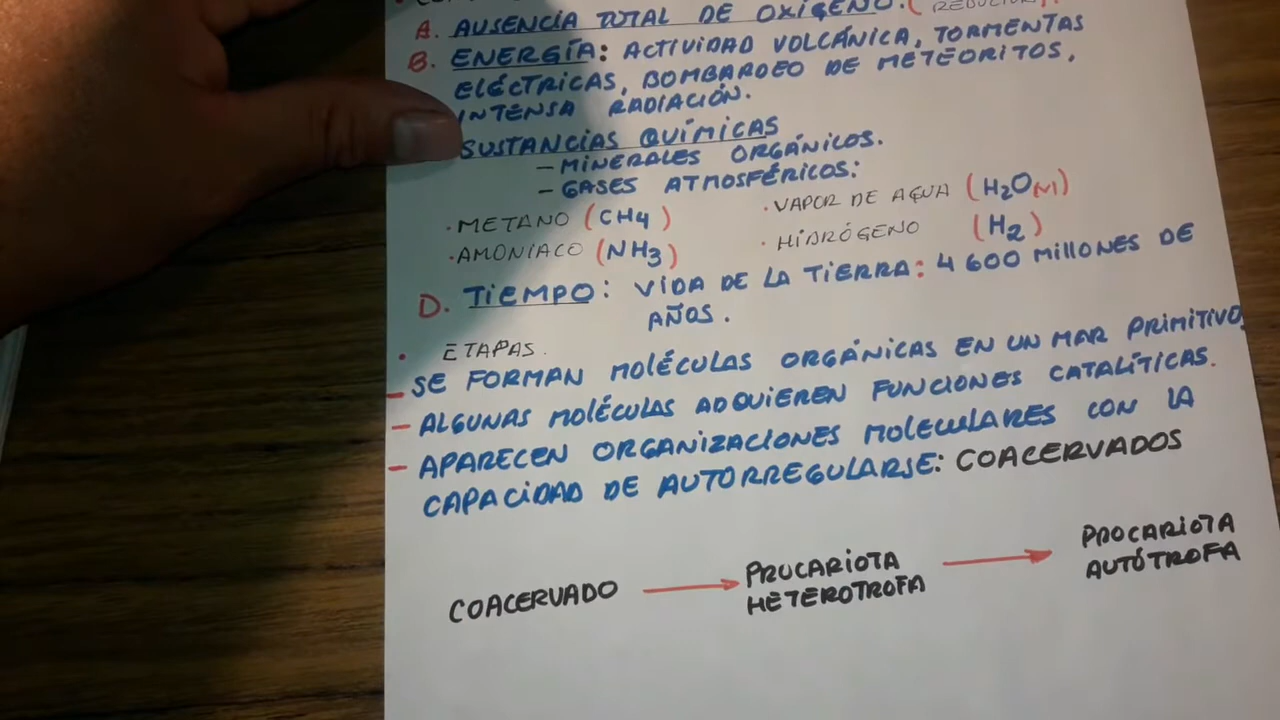 A. AUSENCIA TOTAL DE OXÍGENO. (
B. ENERGÍA: ACTIVIDAD VOLCÁNICA, TORMENTAS
ELÉCTRICAS, BOMBARDEO DE METEORITOS,
INTENSA RADIACIÓN.
SUSTANCIAS QUÍMICAS
- MINERALES ORGÁNICOS.
- GASES ATMOSFÉRICOS:
· METANO (CH4) · VAPOR DE AGUA (H2O(v))
· AMONÍACO (NH3) · HIDRÓGENO (H2)
D. TIEMPO: VIDA DE LA TIERRA: 4 600 MILLONES DE
AÑOS.
· ETAPAS.
- SE FORMAN MOLÉCULAS ORGÁNICAS EN UN MAR PRIMITIVO.
- ALGUNAS MOLÉCULAS ADQUIEREN FUNCIONES CATALÍTICAS.
- APARECEN ORGANIZACIONES MOLECULARES CON LA
CAPACIDAD DE AUTORREGULARSE: COACERVADOS
COACERVADO → PROCARIOTA HETEROTROFA → PROCARIOTA AUTÓTROFA